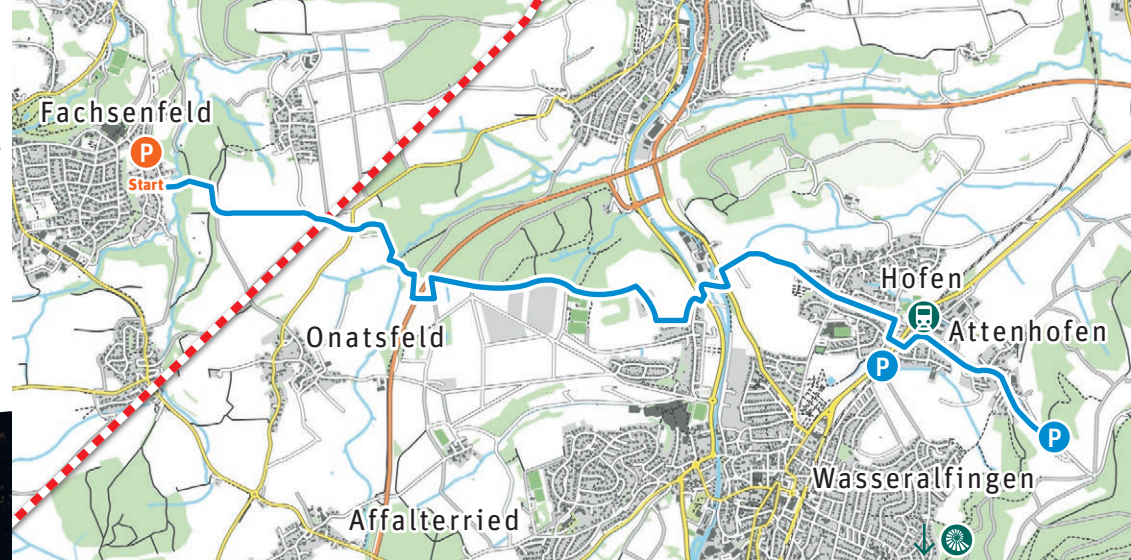 Fachsenfeld
P
Start
Hofen
Attenhofen
Onatsfeld
P
P
Wasseralfingen
Affalterried